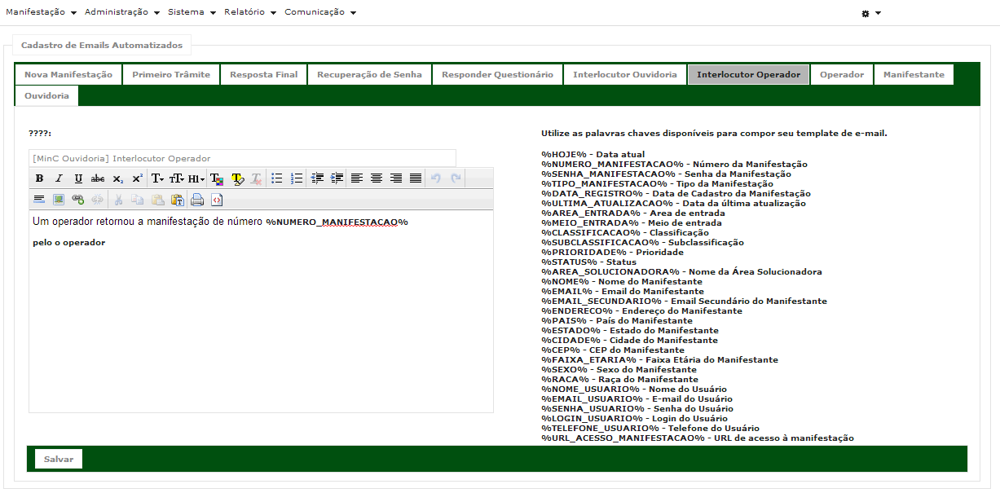 Manifestação Administração Sistema Relatório Comunicação
Cadastro de Emails Automatizados
Nova Manifestação Primeiro Trâmite Resposta Final Recuperação de Senha Responder Questionário Interlocutor Ouvidoria Interlocutor Operador Operador Manifestante
Ouvidoria
????:
[MinC Ouvidoria] Interlocutor Operador
B I U abc X₂ X² T T T H1 T T T
Um operador retornou a manifestação de número %NUMERO_MANIFESTACAO%
pelo o operador
Utilize as palavras chaves disponíveis para compor seu template de e-mail.
%HOJE% - Data atual
%NUMERO_MANIFESTACAO% - Número da Manifestação
%SENHA_MANIFESTACAO% - Senha da Manifestação
%TIPO_MANIFESTACAO% - Tipo da Manifestação
%DATA_REGISTRO% - Data de Cadastro da Manifestação
%ULTIMA_ATUALIZACAO% - Data da última atualização
%AREA_ENTRADA% - Area de entrada
%MEIO_ENTRADA% - Meio de entrada
%CLASSIFICACAO% - Classificação
%SUBCLASSIFICACAO% - Subclassificação
%PRIORIDADE% - Prioridade
%STATUS% - Status
%AREA_SOLUCIONADORA% - Nome da Área Solucionadora
%NOME% - Nome do Manifestante
%EMAIL% - Email do Manifestante
%EMAIL_SECUNDARIO% - Email Secundário do Manifestante
%ENDERECO% - Endereço do Manifestante
%PAIS% - País do Manifestante
%ESTADO% - Estado do Manifestante
%CIDADE% - Cidade do Manifestante
%CEP% - CEP do Manifestante
%FAIXA_ETARIA% - Faixa Etária do Manifestante
%SEXO% - Sexo do Manifestante
%RACA% - Raça do Manifestante
%NOME_USUARIO% - Nome do Usuário
%EMAIL_USUARIO% - E-mail do Usuário
%SENHA_USUARIO% - Senha do Usuário
%LOGIN_USUARIO% - Login do Usuário
%TELEFONE_USUARIO% - Telefone do Usuário
%URL_ACESSO_MANIFESTACAO% - URL de acesso à manifestação
Salvar